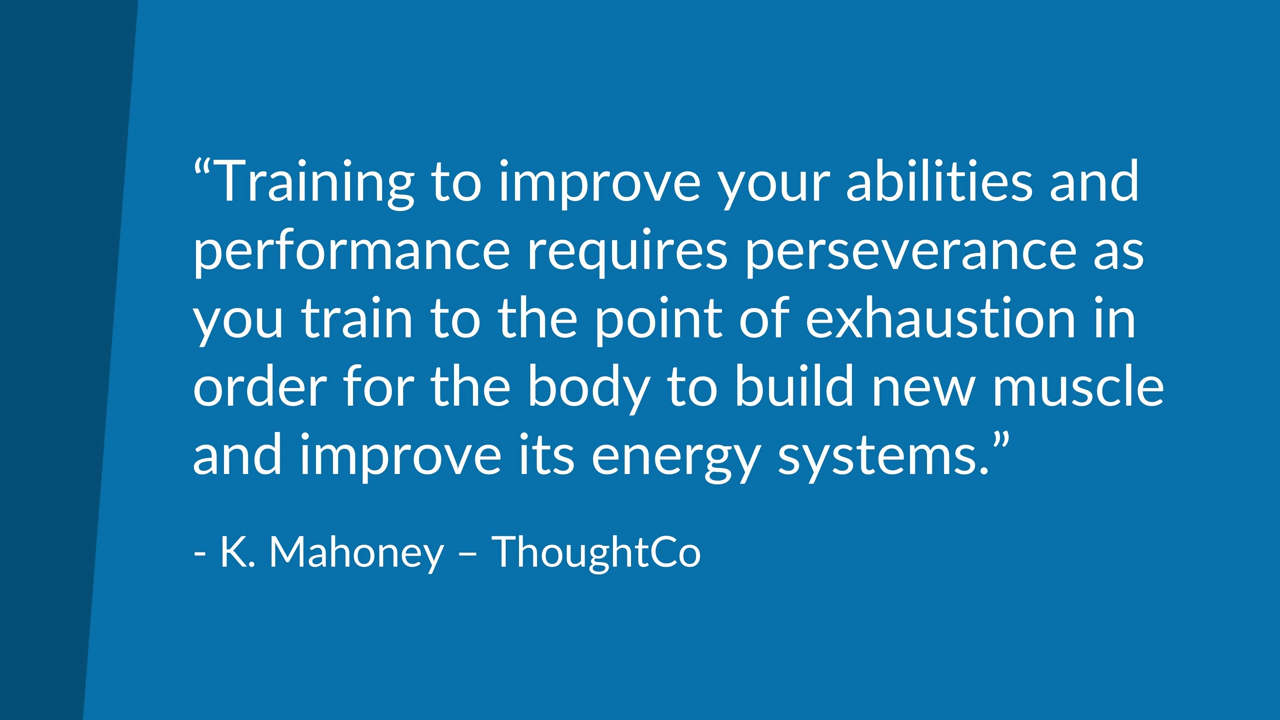 “Training to improve your abilities and
performance requires perseverance as
you train to the point of exhaustion in
order for the body to build new muscle
and improve its energy systems.”
- K. Mahoney – ThoughtCo